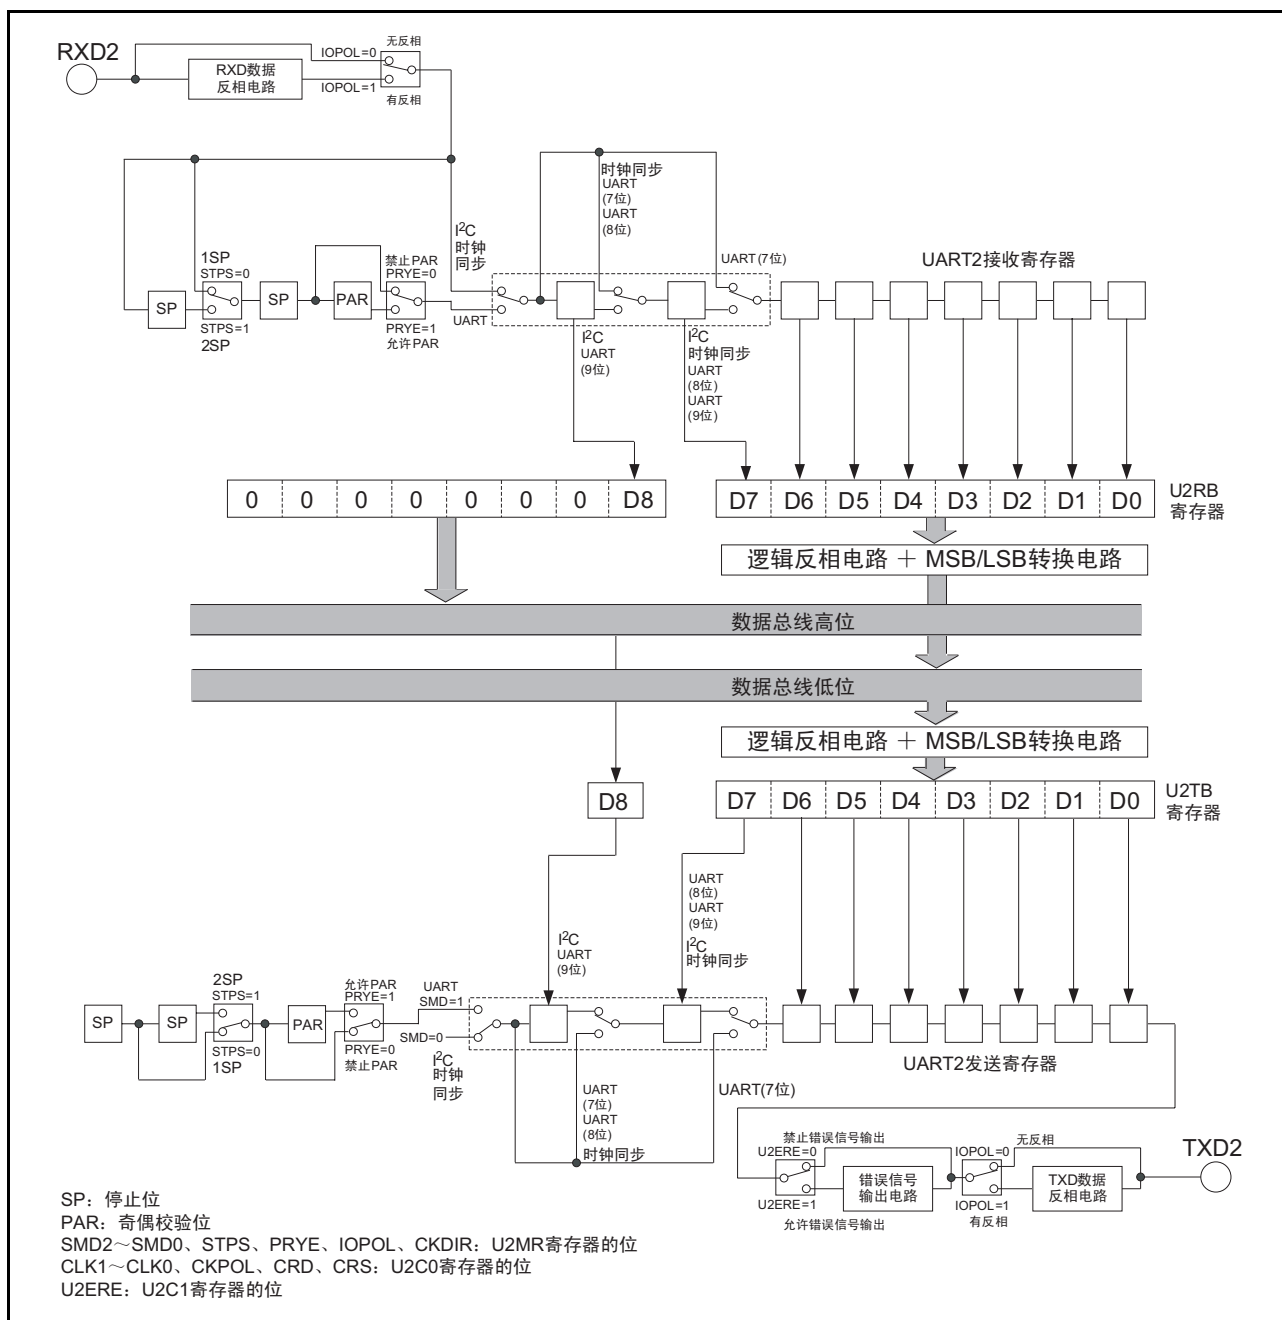 RXD2
无反相
IOPOL=0
RXD数据
反相电路
IOPOL=1
有反相
时钟同步
UART
(7位)
UART
(8位)
I²C
时钟
同步
1SP
STPS=0
禁止PAR
PRYE=0
UART(7位)
UART2接收寄存器
SP
SP
PAR
STPS=1
2SP
PRYE=1
允许PAR
UART
I²C
UART
(9位)
I²C
时钟同步
UART
(8位)
UART
(9位)
0 0 0 0 0 0 0 D8
D7 D6 D5 D4 D3 D2 D1 D0
U2RB
寄存器
逻辑反相电路 + MSB/LSB转换电路
数据总线高位
数据总线低位
逻辑反相电路 + MSB/LSB转换电路
D8
D7 D6 D5 D4 D3 D2 D1 D0
U2TB
寄存器
UART
(8位)
UART
(9位)
I²C
时钟同步
I²C
UART
(9位)
2SP
STPS=1
允许PAR
PRYE=1
UART
SMD=1
SP
SP
PAR
SMD=0
STPS=0
1SP
PRYE=0
禁止PAR
I²C
时钟
同步
UART2发送寄存器
UART
(7位)
UART
(8位)
时钟同步
UART(7位)
禁止错误信号输出
U2ERE=0
无反相
IOPOL=0
TXD2
错误信号
输出电路
TXD数据
反相电路
U2ERE=1
允许错误信号输出
IOPOL=1
有反相
SP：停止位
PAR：奇偶校验位
SMD2～SMD0、STPS、PRYE、IOPOL、CKDIR：U2MR寄存器的位
CLK1～CLK0、CKPOL、CRD、CRS：U2C0寄存器的位
U2ERE：U2C1寄存器的位